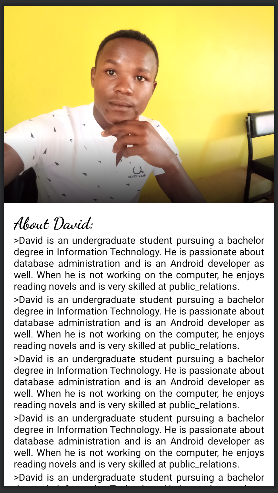 About David:
>David is an undergraduate student pursuing a bachelor
degree in Information Technology. He is passionate about
database administration and is an Android developer as
well. When he is not working on the computer, he enjoys
reading novels and is very skilled at public_relations.
>David is an undergraduate student pursuing a bachelor
degree in Information Technology. He is passionate about
database administration and is an Android developer as
well. When he is not working on the computer, he enjoys
reading novels and is very skilled at public_relations.
>David is an undergraduate student pursuing a bachelor
degree in Information Technology. He is passionate about
database administration and is an Android developer as
well. When he is not working on the computer, he enjoys
reading novels and is very skilled at public_relations.
>David is an undergraduate student pursuing a bachelor
degree in Information Technology. He is passionate about
database administration and is an Android developer as
well. When he is not working on the computer, he enjoys
reading novels and is very skilled at public_relations.
>David is an undergraduate student pursuing a bachelor